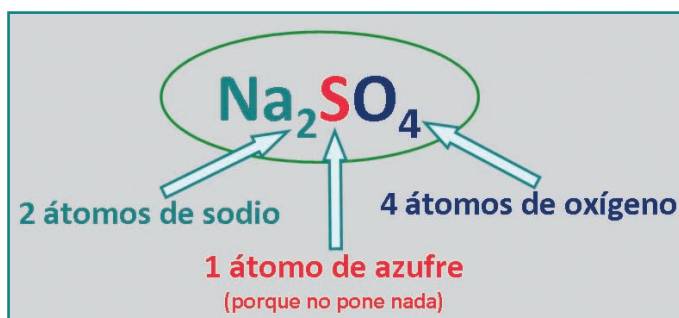 Na₂SO₄
2 átomos de sodio
4 átomos de oxígeno
1 átomo de azufre
(porque no pone nada)